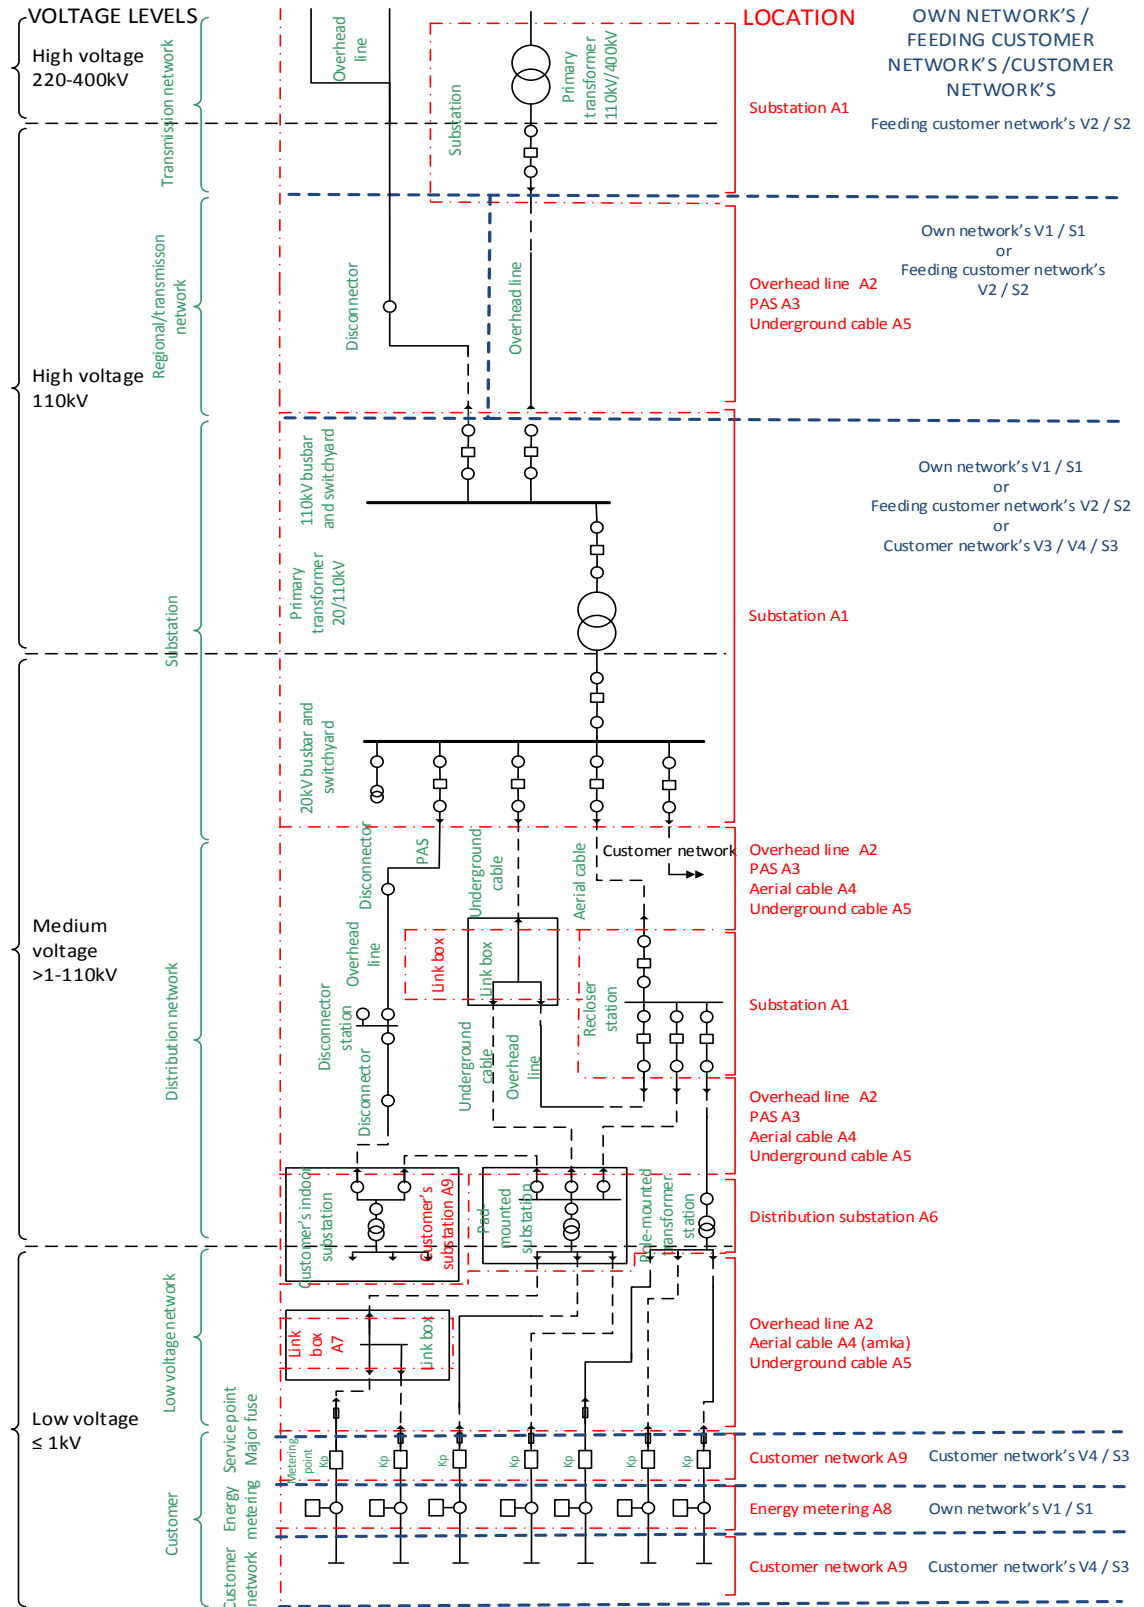 VOLTAGE LEVELS
LOCATION
OWN NETWORK'S /
FEEDING CUSTOMER
NETWORK'S /CUSTOMER
NETWORK'S
High voltage
220-400kV
Transmission network
Overhead
line
Substation
Primary
transformer
110kV/400kV
Substation A1
Feeding customer network's V2 / S2
High voltage
110kV
Regional/transmisson
network
Disconnector
Overhead line
Overhead line  A2
PAS A3
Underground cable A5
Own network's V1 / S1
or
Feeding customer network's
V2 / S2
Substation
110kV busbar
and switchyard
Primary
transformer
20/110kV
20kV busbar and
switchyard
Substation A1
Own network's V1 / S1
or
Feeding customer network's V2 / S2
or
Customer network's V3 / V4 / S3
Medium
voltage
>1-110kV
Distribution network
Disconnector
PAS
Underground
cable
Aerial cable
Customer network
Overhead line  A2
PAS A3
Aerial cable A4
Underground cable A5
Overhead
line
Link box
Link box
Recloser
station
Substation A1
Disconnector
station
Disconnector
Underground
cable
Overhead
line
Overhead line  A2
PAS A3
Aerial cable A4
Underground cable A5
Customer's indoor
substation
Customer's
substation A9
Pad-
mounted
substation
Pole-mounted
transformer
station
Distribution substation A6
Low voltage
≤ 1kV
Low voltage network
Link
box
A7
Link box
Overhead line A2
Aerial cable A4 (amka)
Underground cable A5
Customer
Service point
Major fuse
Metering
point
Kp
Kp
Kp
Kp
Kp
Kp
Kp
Customer network A9
Customer network's V4 / S3
Energy
metering
Energy metering A8
Own network's V1 / S1
Customer
network
Customer network A9
Customer network's V4 / S3